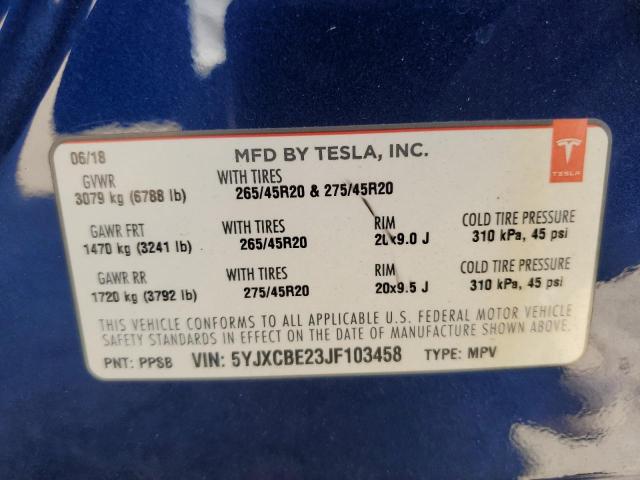 06/18 MFD BY TESLA, INC.
TESLA
GVWR WITH TIRES
3079 kg (6788 lb) 265/45R20 & 275/45R20
GAWR FRT WITH TIRES RIM COLD TIRE PRESSURE
1470 kg (3241 lb) 265/45R20 20x9.0 J 310 kPa, 45 psi
GAWR RR WITH TIRES RIM COLD TIRE PRESSURE
1720 kg (3792 lb) 275/45R20 20x9.5 J 310 kPa, 45 psi
THIS VEHICLE CONFORMS TO ALL APPLICABLE U.S. FEDERAL MOTOR VEHICLE
SAFETY STANDARDS IN EFFECT ON THE DATE OF MANUFACTURE SHOWN ABOVE.
PNT: PPSB VIN: 5YJXCBE23JF103458 TYPE: MPV